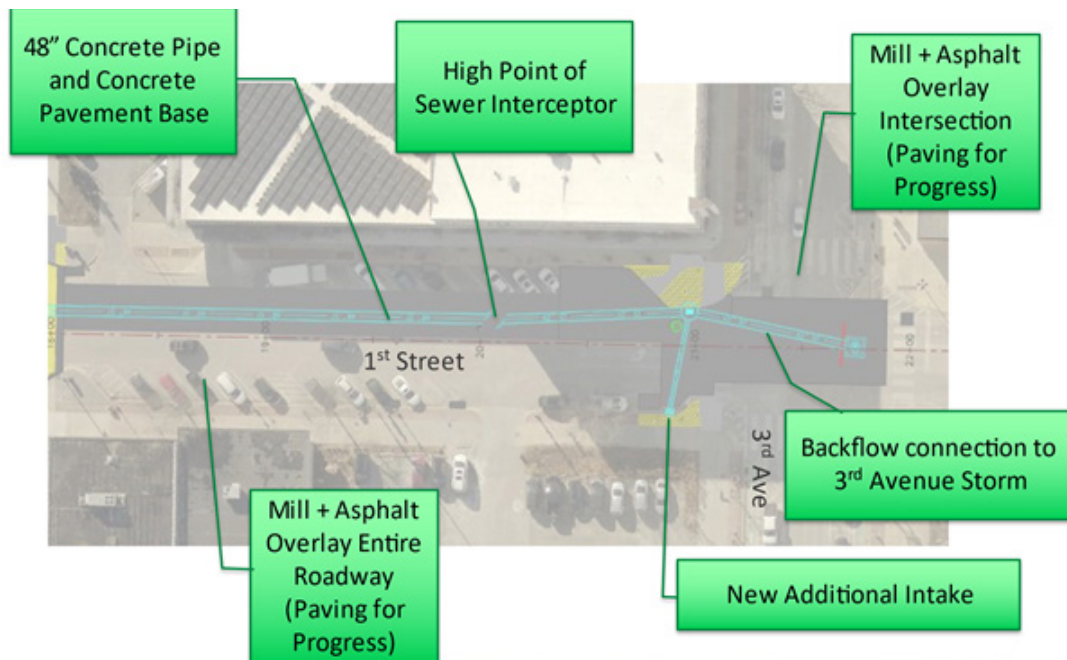 48” Concrete Pipe
and Concrete
Pavement Base
High Point of
Sewer Interceptor
Mill + Asphalt
Overlay
Intersection
(Paving for
Progress)
1st Street
3rd Ave
Backflow connection to
3rd Avenue Storm
Mill + Asphalt
Overlay Entire
Roadway
(Paving for
Progress)
New Additional Intake
22+00